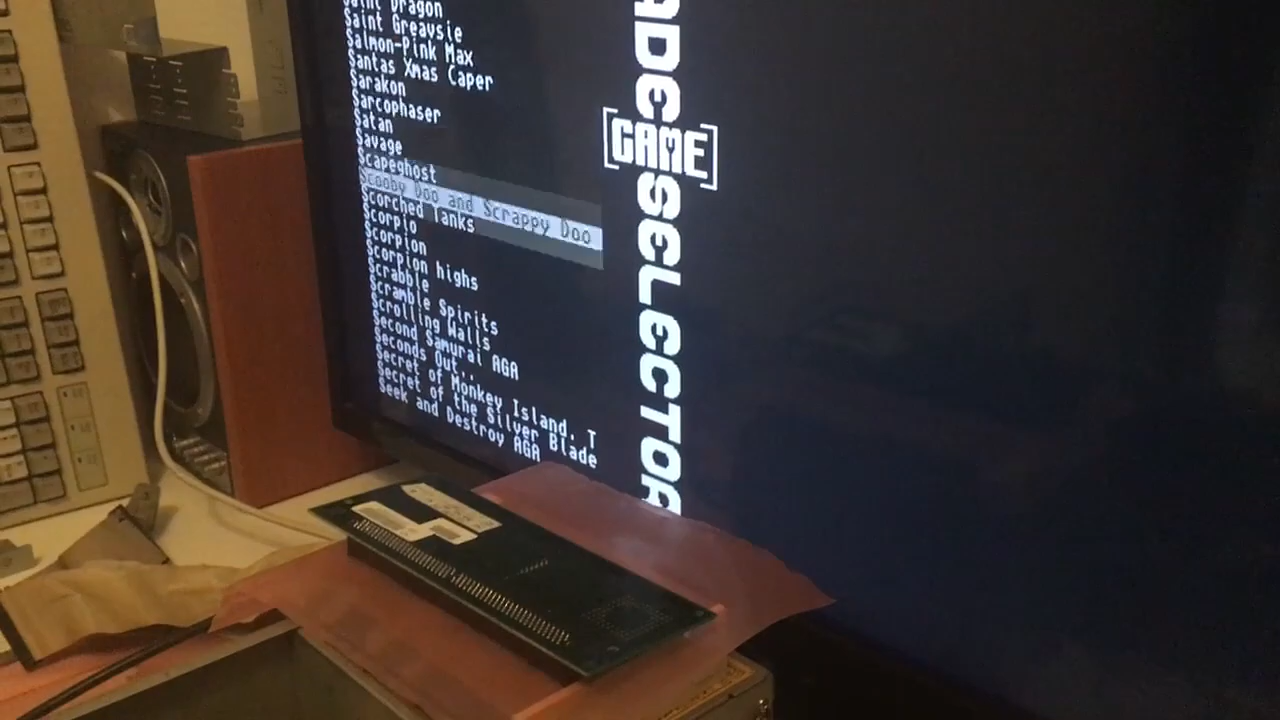 Saint Dragon
Saint Greavsie
Salmon-Pink Max
Santas Xmas Caper
Sarakon
Sarcophaser
Satan
Savage
Scapeghost
Scooby Doo and Scrappy Doo
Scorched Tanks
Scorpio
Scorpion
Scorpion highs
Scrabble
Scramble Spirits
Scrolling Walls
Second Samurai AGA
Seconds Out..
Secret of Monkey Island, T
Secret of the Silver Blade
Seek and Destroy AGA
ADE
[GAME]
SELECTOR